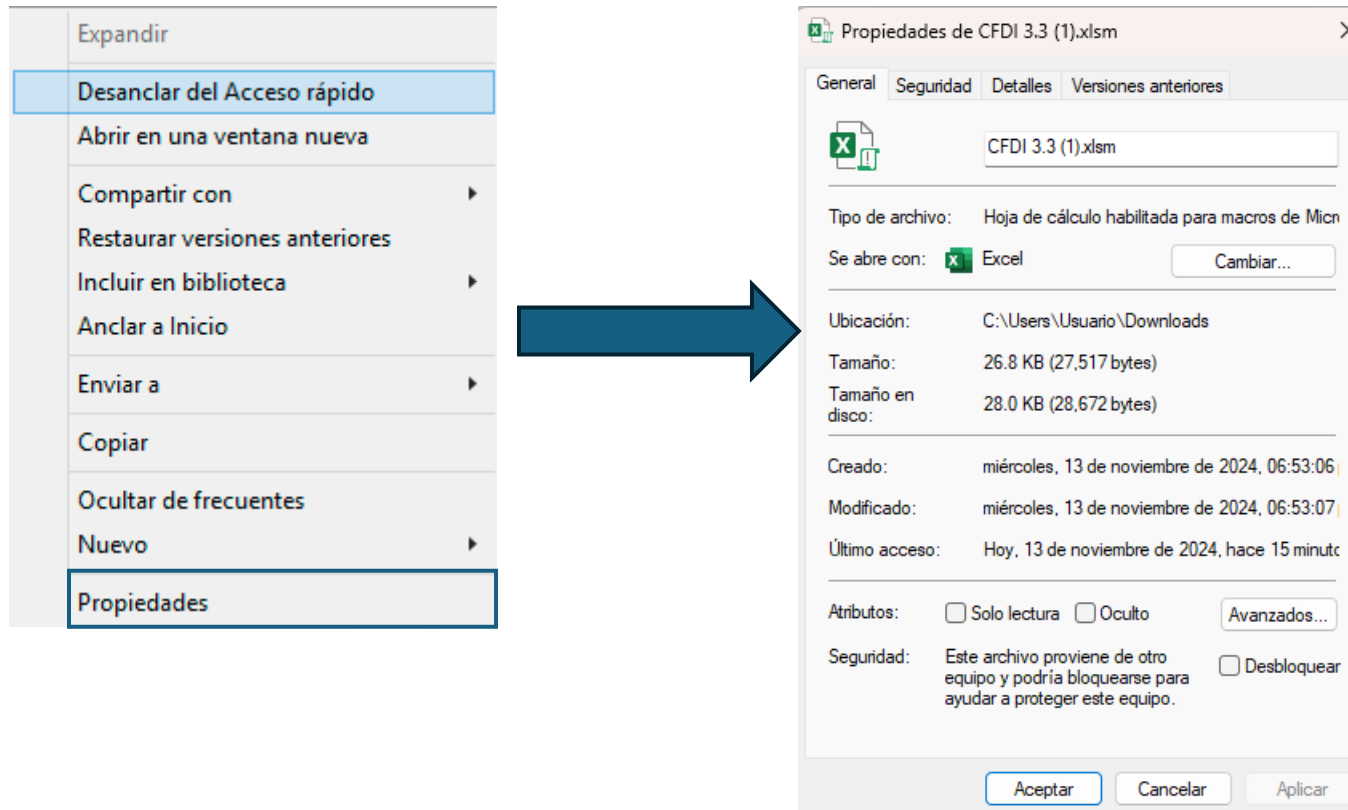 Expandir
Desanclar del Acceso rápido
Abrir en una ventana nueva
Compartir con
Restaurar versiones anteriores
Incluir en biblioteca
Anclar a Inicio
Enviar a
Copiar
Ocultar de frecuentes
Nuevo
Propiedades
Propiedades de CFDI 3.3 (1).xlsm
General Seguridad Detalles Versiones anteriores
CFDI 3.3 (1).xlsm
Tipo de archivo: Hoja de cálculo habilitada para macros de
Se abre con: Excel Cambiar...
Ubicación: C:\Users\Usuario\Downloads
Tamaño: 26.8 KB (27,517 bytes)
Tamaño en
disco: 28.0 KB (28,672 bytes)
Creado: miércoles, 13 de noviembre de 2024, 06:53:06
Modificado: miércoles, 13 de noviembre de 2024, 06:53:07
Último acceso: Hoy, 13 de noviembre de 2024, hace 15
Atributos: Solo lectura Oculto Avanzados...
Seguridad: Este archivo proviene de otro
equipo y podría bloquearse para
ayudar a proteger este equipo.
Desbloquear
Aceptar Cancelar Aplicar